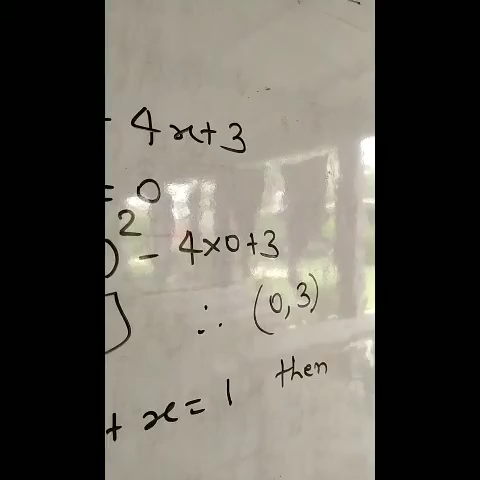 - 4x+3
= 0
)² - 4×0+3
∴ (0,3)
+ x=1 then